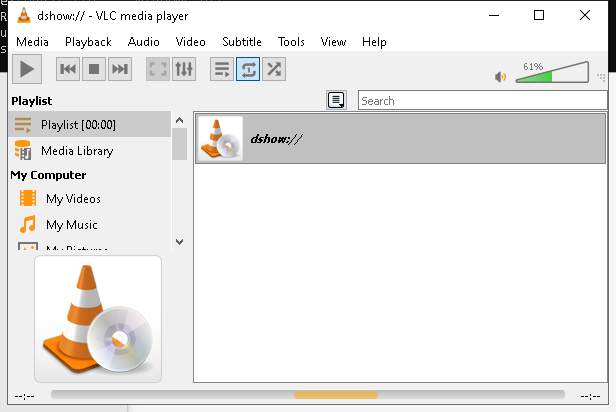 dshow:// - VLC media player
Media Playback Audio Video Subtitle Tools View Help
61%
Playlist
Search
Playlist [00:00]
Media Library
dshow://
My Computer
My Videos
My Music
My Pictures
--:-- --:--